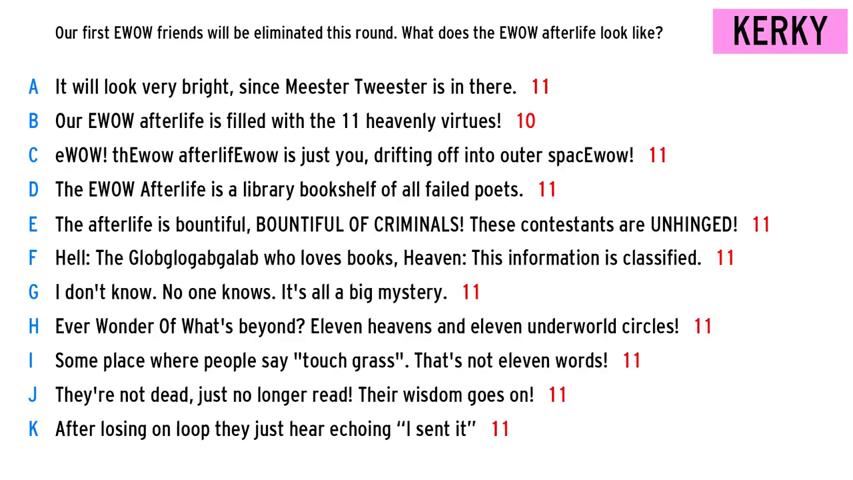 Our first EWOW friends will be eliminated this round. What does the EWOW afterlife look like?
KERKY
A It will look very bright, since Meester Tweester is in there. 11
B Our EWOW afterlife is filled with the 11 heavenly virtues! 10
C eWOW! thEwow afterlifEwow is just you, drifting off into outer spacEwow! 11
D The EWOW Afterlife is a library bookshelf of all failed poets. 11
E The afterlife is bountiful, BOUNTIFUL OF CRIMINALS! These contestants are UNHINGED! 11
F Hell: The Globglogabgalab who loves books, Heaven: This information is classified. 11
G I don't know. No one knows. It's all a big mystery. 11
H Ever Wonder Of What's beyond? Eleven heavens and eleven underworld circles! 11
I Some place where people say "touch grass". That's not eleven words! 11
J They're not dead, just no longer read! Their wisdom goes on! 11
K After losing on loop they just hear echoing “I sent it” 11